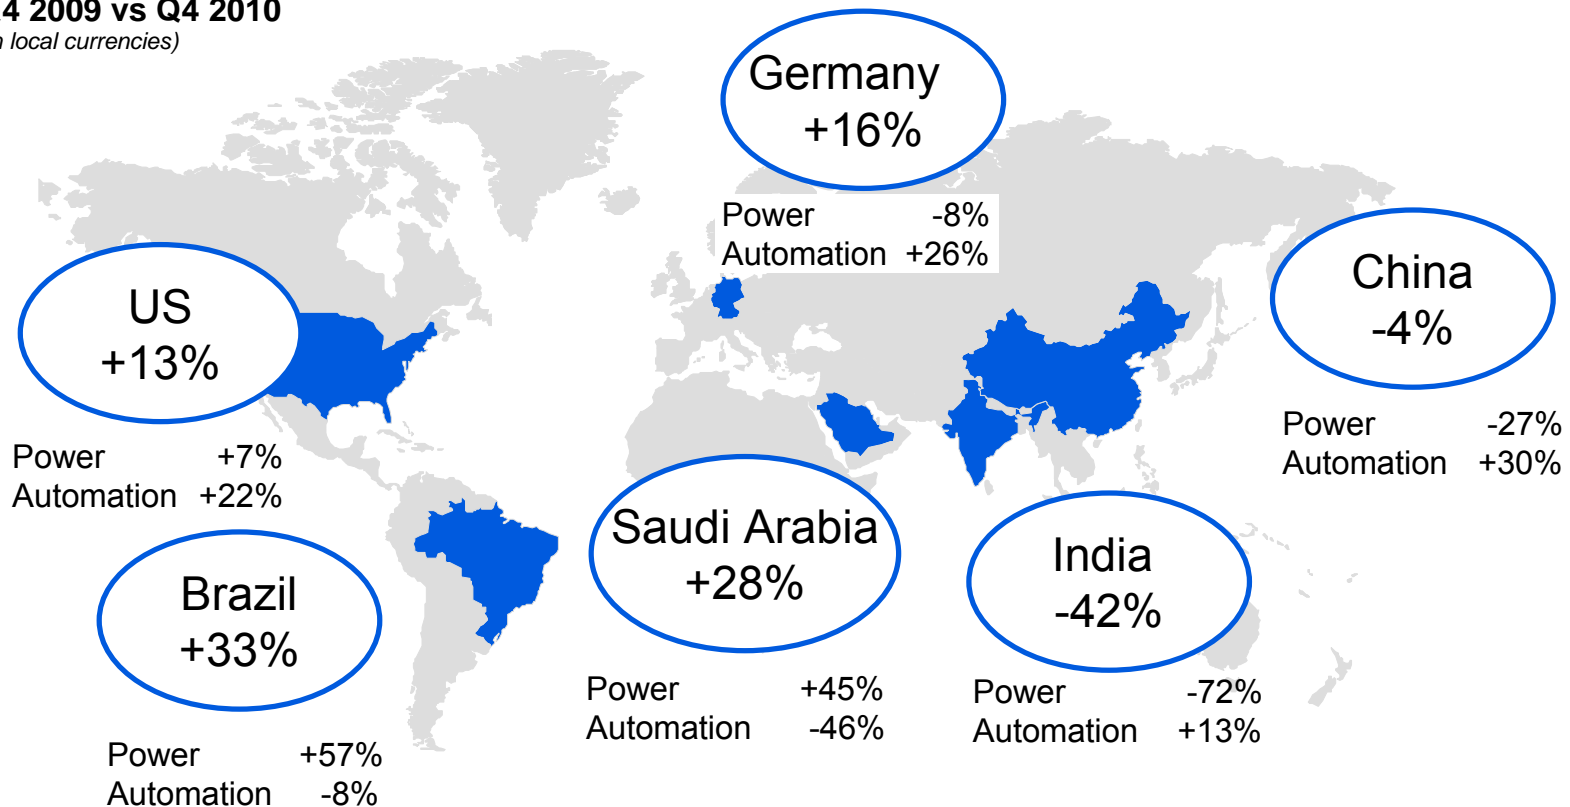 4 2009 vs Q4 2010
local currencies)
Germany
+16%
Power -8%
Automation +26%
US
+13%
Power +7%
Automation +22%
China
-4%
Power -27%
Automation +30%
Brazil
+33%
Power +57%
Automation -8%
Saudi Arabia
+28%
Power +45%
Automation -46%
India
-42%
Power -72%
Automation +13%